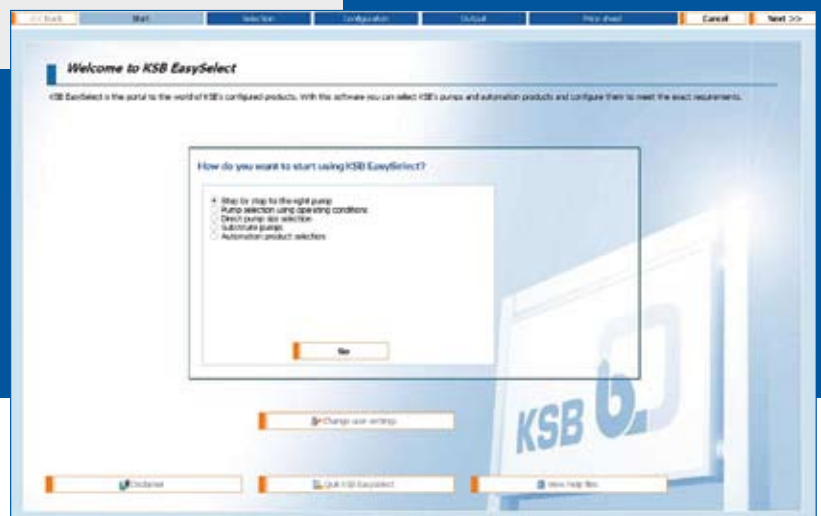 << Back Start Selection Configuration Output Price sheet Cancel Next >>
Welcome to KSB EasySelect
KSB EasySelect is the portal to the world of KSB's configured products. With this software you can select KSB's pumps and automation products and configure them to meet the exact requirements.
How do you want to start using KSB EasySelect?
Step by step to the right pump
Pump selection using operating conditions
Direct pump size selection
Substitute pumps
Automation product selection
Go
KSB
Change user settings
Disclaimer Quit KSB EasySelect View help files